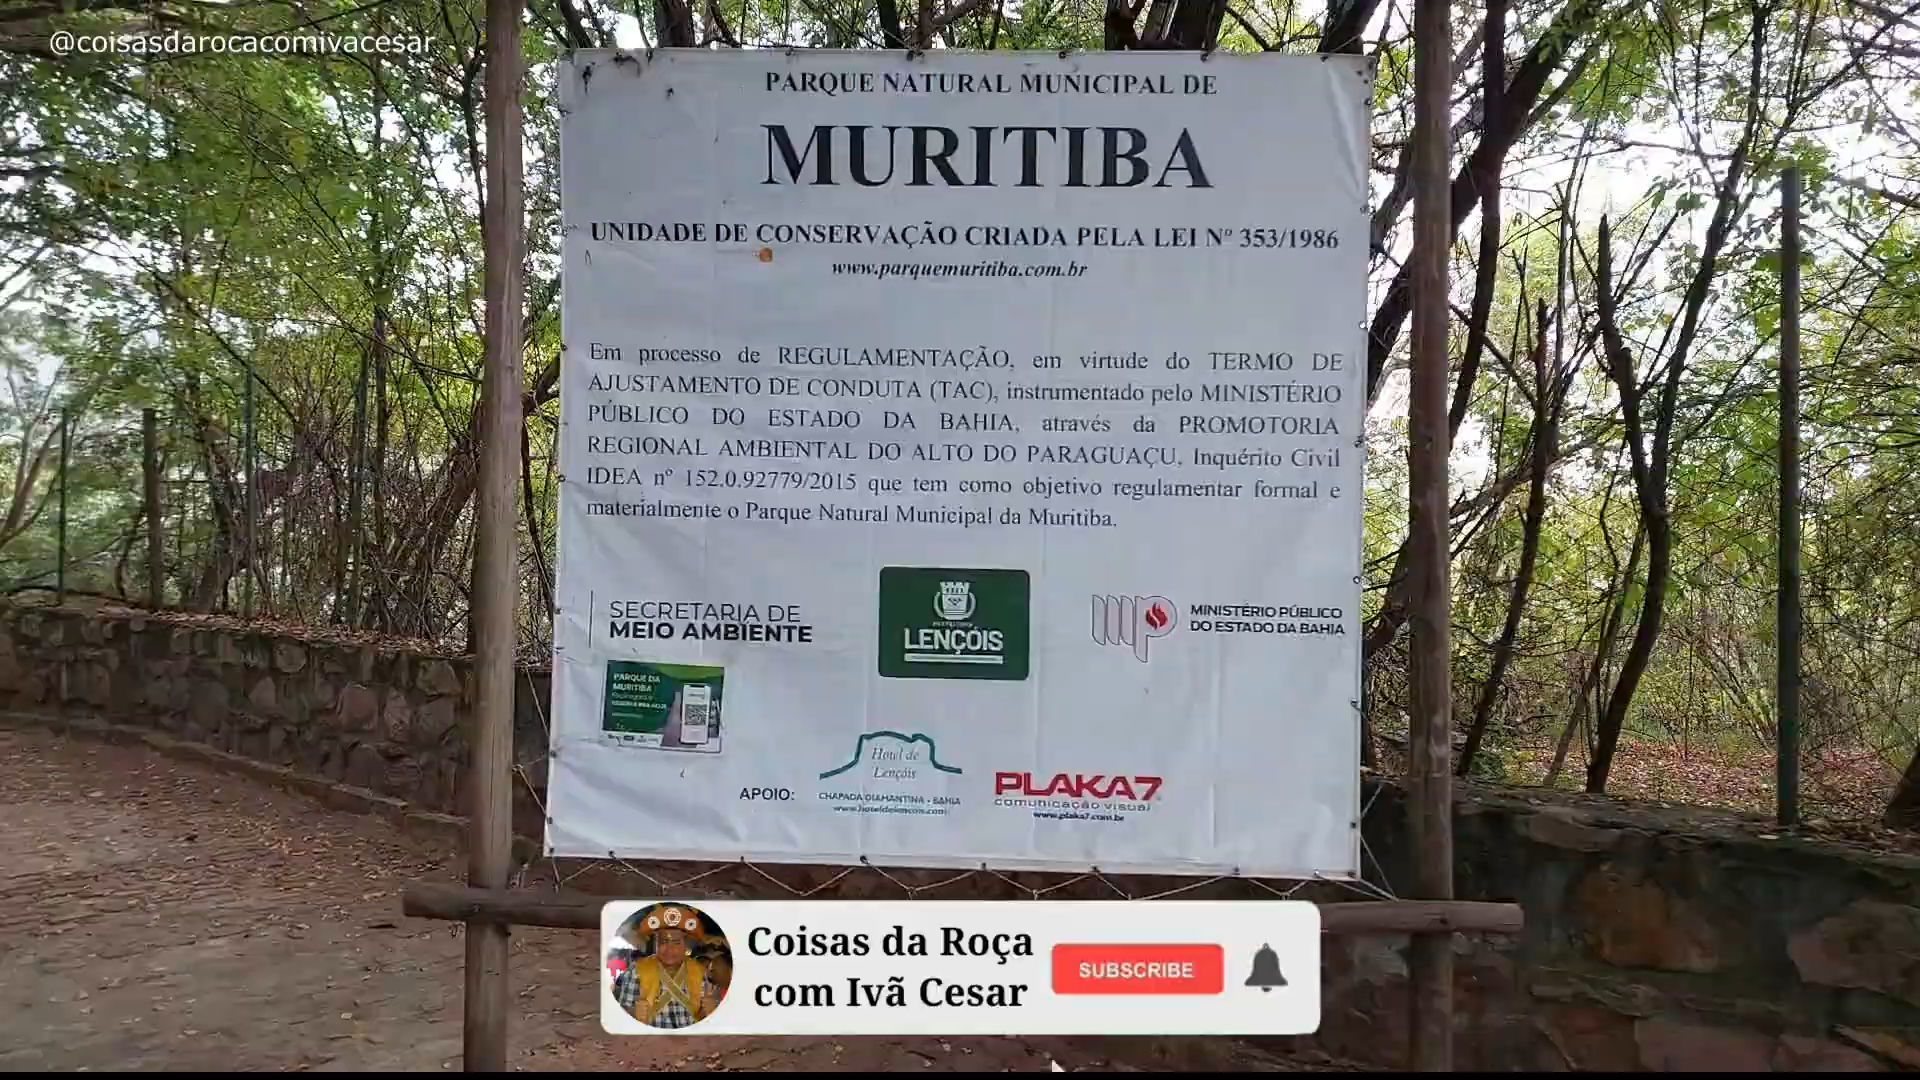 @coisasdarocacomivacesar
PARQUE NATURAL MUNICIPAL DE
MURITIBA
UNIDADE DE CONSERVAÇÃO CRIADA PELA LEI Nº 353/1986
www.parquemuritiba.com.br
Em processo de REGULAMENTAÇÃO, em virtude do TERMO DE
AJUSTAMENTO DE CONDUTA (TAC), instrumentado pelo MINISTÉRIO
PÚBLICO DO ESTADO DA BAHIA, através da PROMOTORIA
REGIONAL AMBIENTAL DO ALTO DO PARAGUAÇU, Inquérito Civil
IDEA nº 152.0.92779/2015 que tem como objetivo regulamentar formal e
materialmente o Parque Natural Municipal da Muritiba.
SECRETARIA DE
MEIO AMBIENTE
LENÇÓIS
mp
MINISTÉRIO PÚBLICO
DO ESTADO DA BAHIA
PARQUE DA
MURITIBA
APOIO:
Hotel de
Lençóis
CHAPADA DIAMANTINA - BAHIA
www.hoteldelencois.com
PLAKA7
comunicação visual
www.plaka7.com.br
Coisas da Roça
com Ivã Cesar
SUBSCRIBE